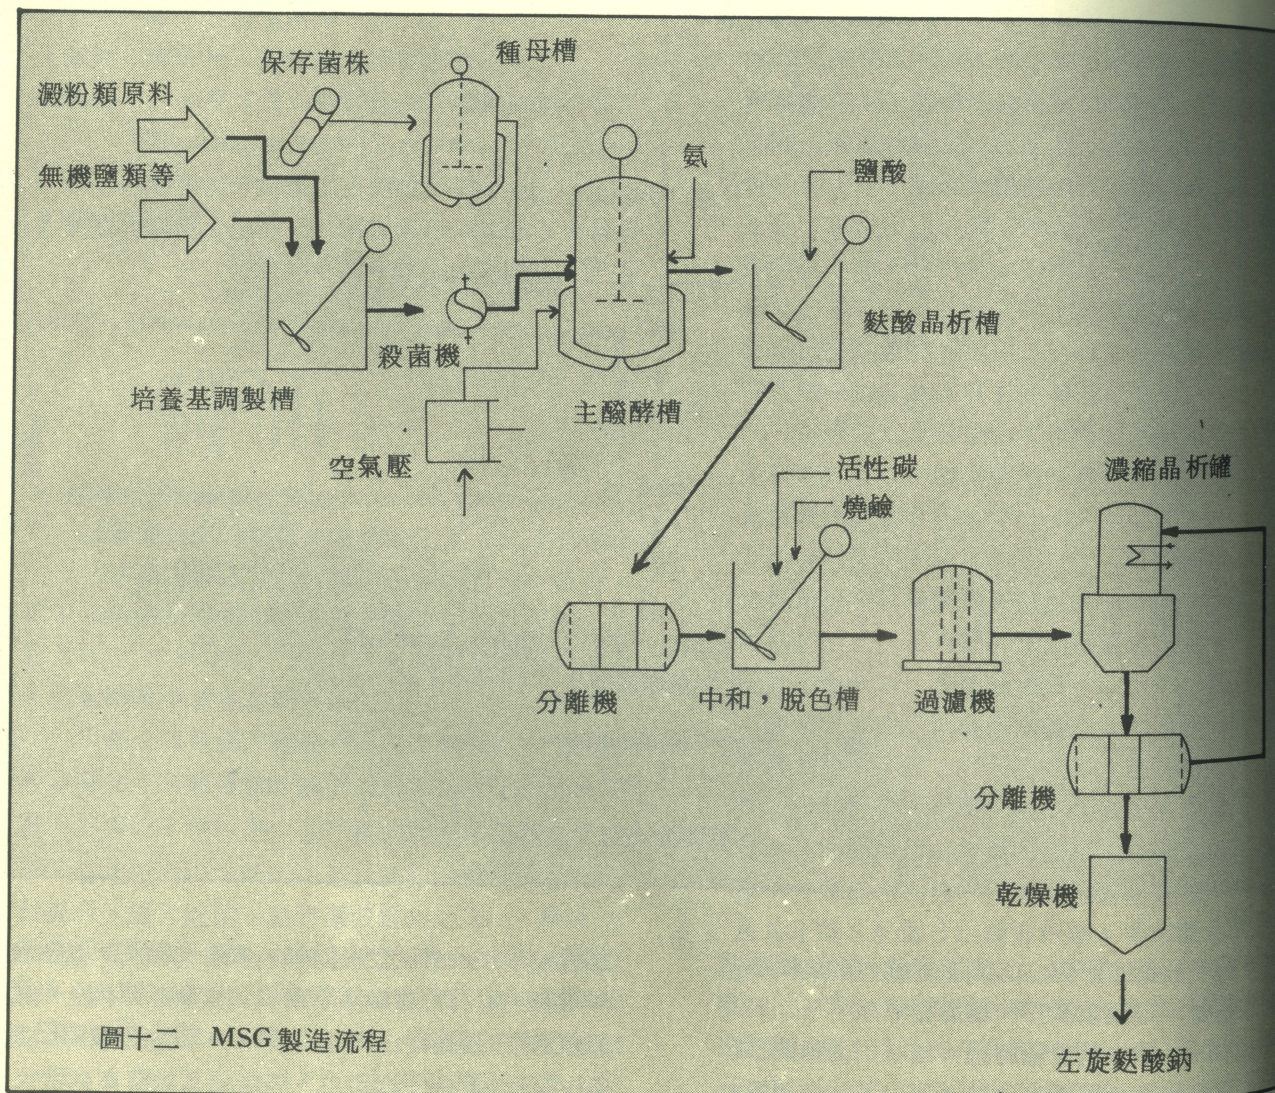 保存菌株
種母槽
澱粉類原料
無機鹽類等
氨
鹽酸
殺菌機
麩酸晶析槽
培養基調製槽
主醱酵槽
空氣壓
活性碳
燒鹼
濃縮晶析罐
分離機
中和，脫色槽
過濾機
分離機
乾燥機
左旋麩酸鈉
圖十二 MSG製造流程